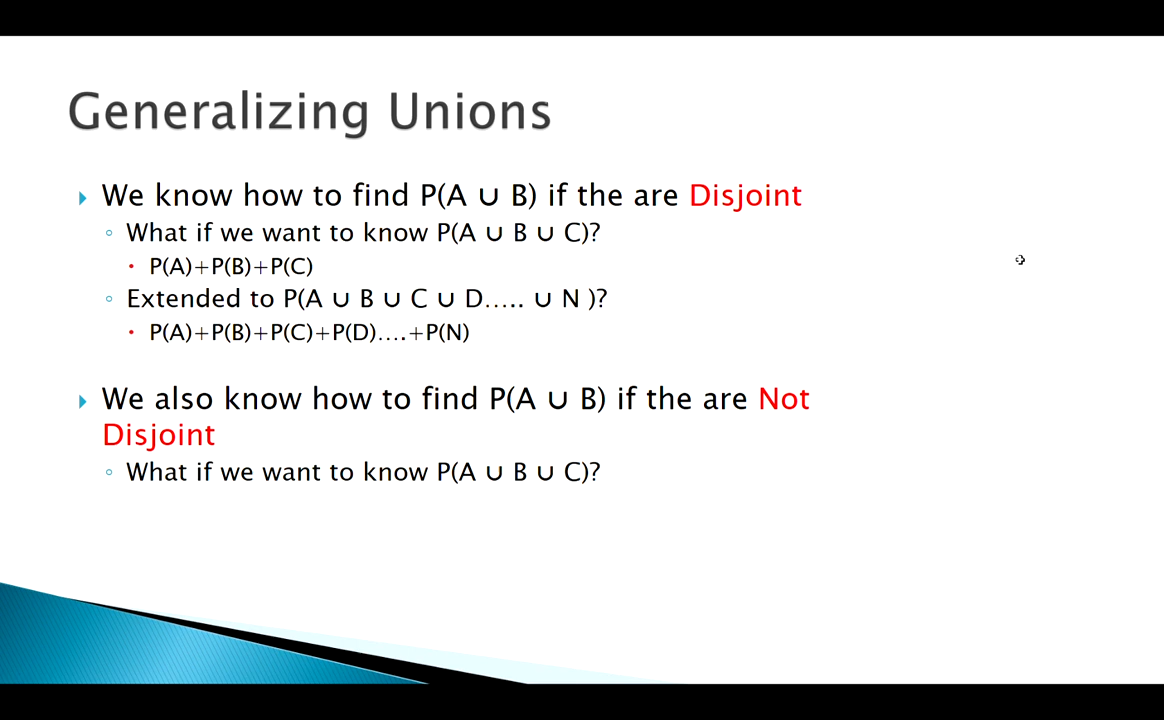 Generalizing Unions
We know how to find P(A ∪ B) if the are Disjoint
What if we want to know P(A ∪ B ∪ C)?
P(A)+P(B)+P(C)
Extended to P(A ∪ B ∪ C ∪ D..... ∪ N )?
P(A)+P(B)+P(C)+P(D)....+P(N)
We also know how to find P(A ∪ B) if the are Not
Disjoint
What if we want to know P(A ∪ B ∪ C)?